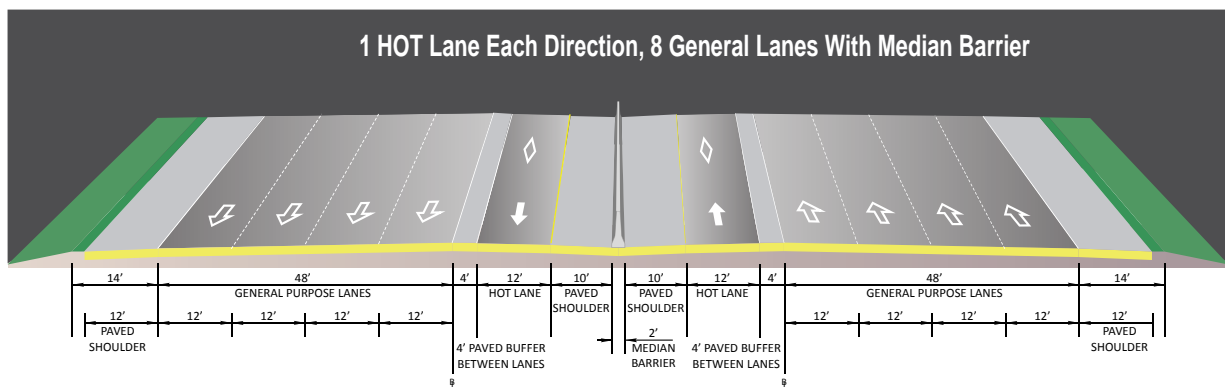 1 HOT Lane Each Direction, 8 General Lanes With Median Barrier
14’ 48’ 4’ 12’ 10’ 10’ 12’ 4’ 48’ 14’
GENERAL PURPOSE LANES HOT LANE PAVED SHOULDER PAVED SHOULDER HOT LANE GENERAL PURPOSE LANES
12’ 12’ 12’ 12’ 12’ 12’ 12’ 12’ 12’ 12’
PAVED
SHOULDER
4’ PAVED BUFFER
BETWEEN LANES
2’
MEDIAN
BARRIER
4’ PAVED BUFFER
BETWEEN LANES
PAVED
SHOULDER